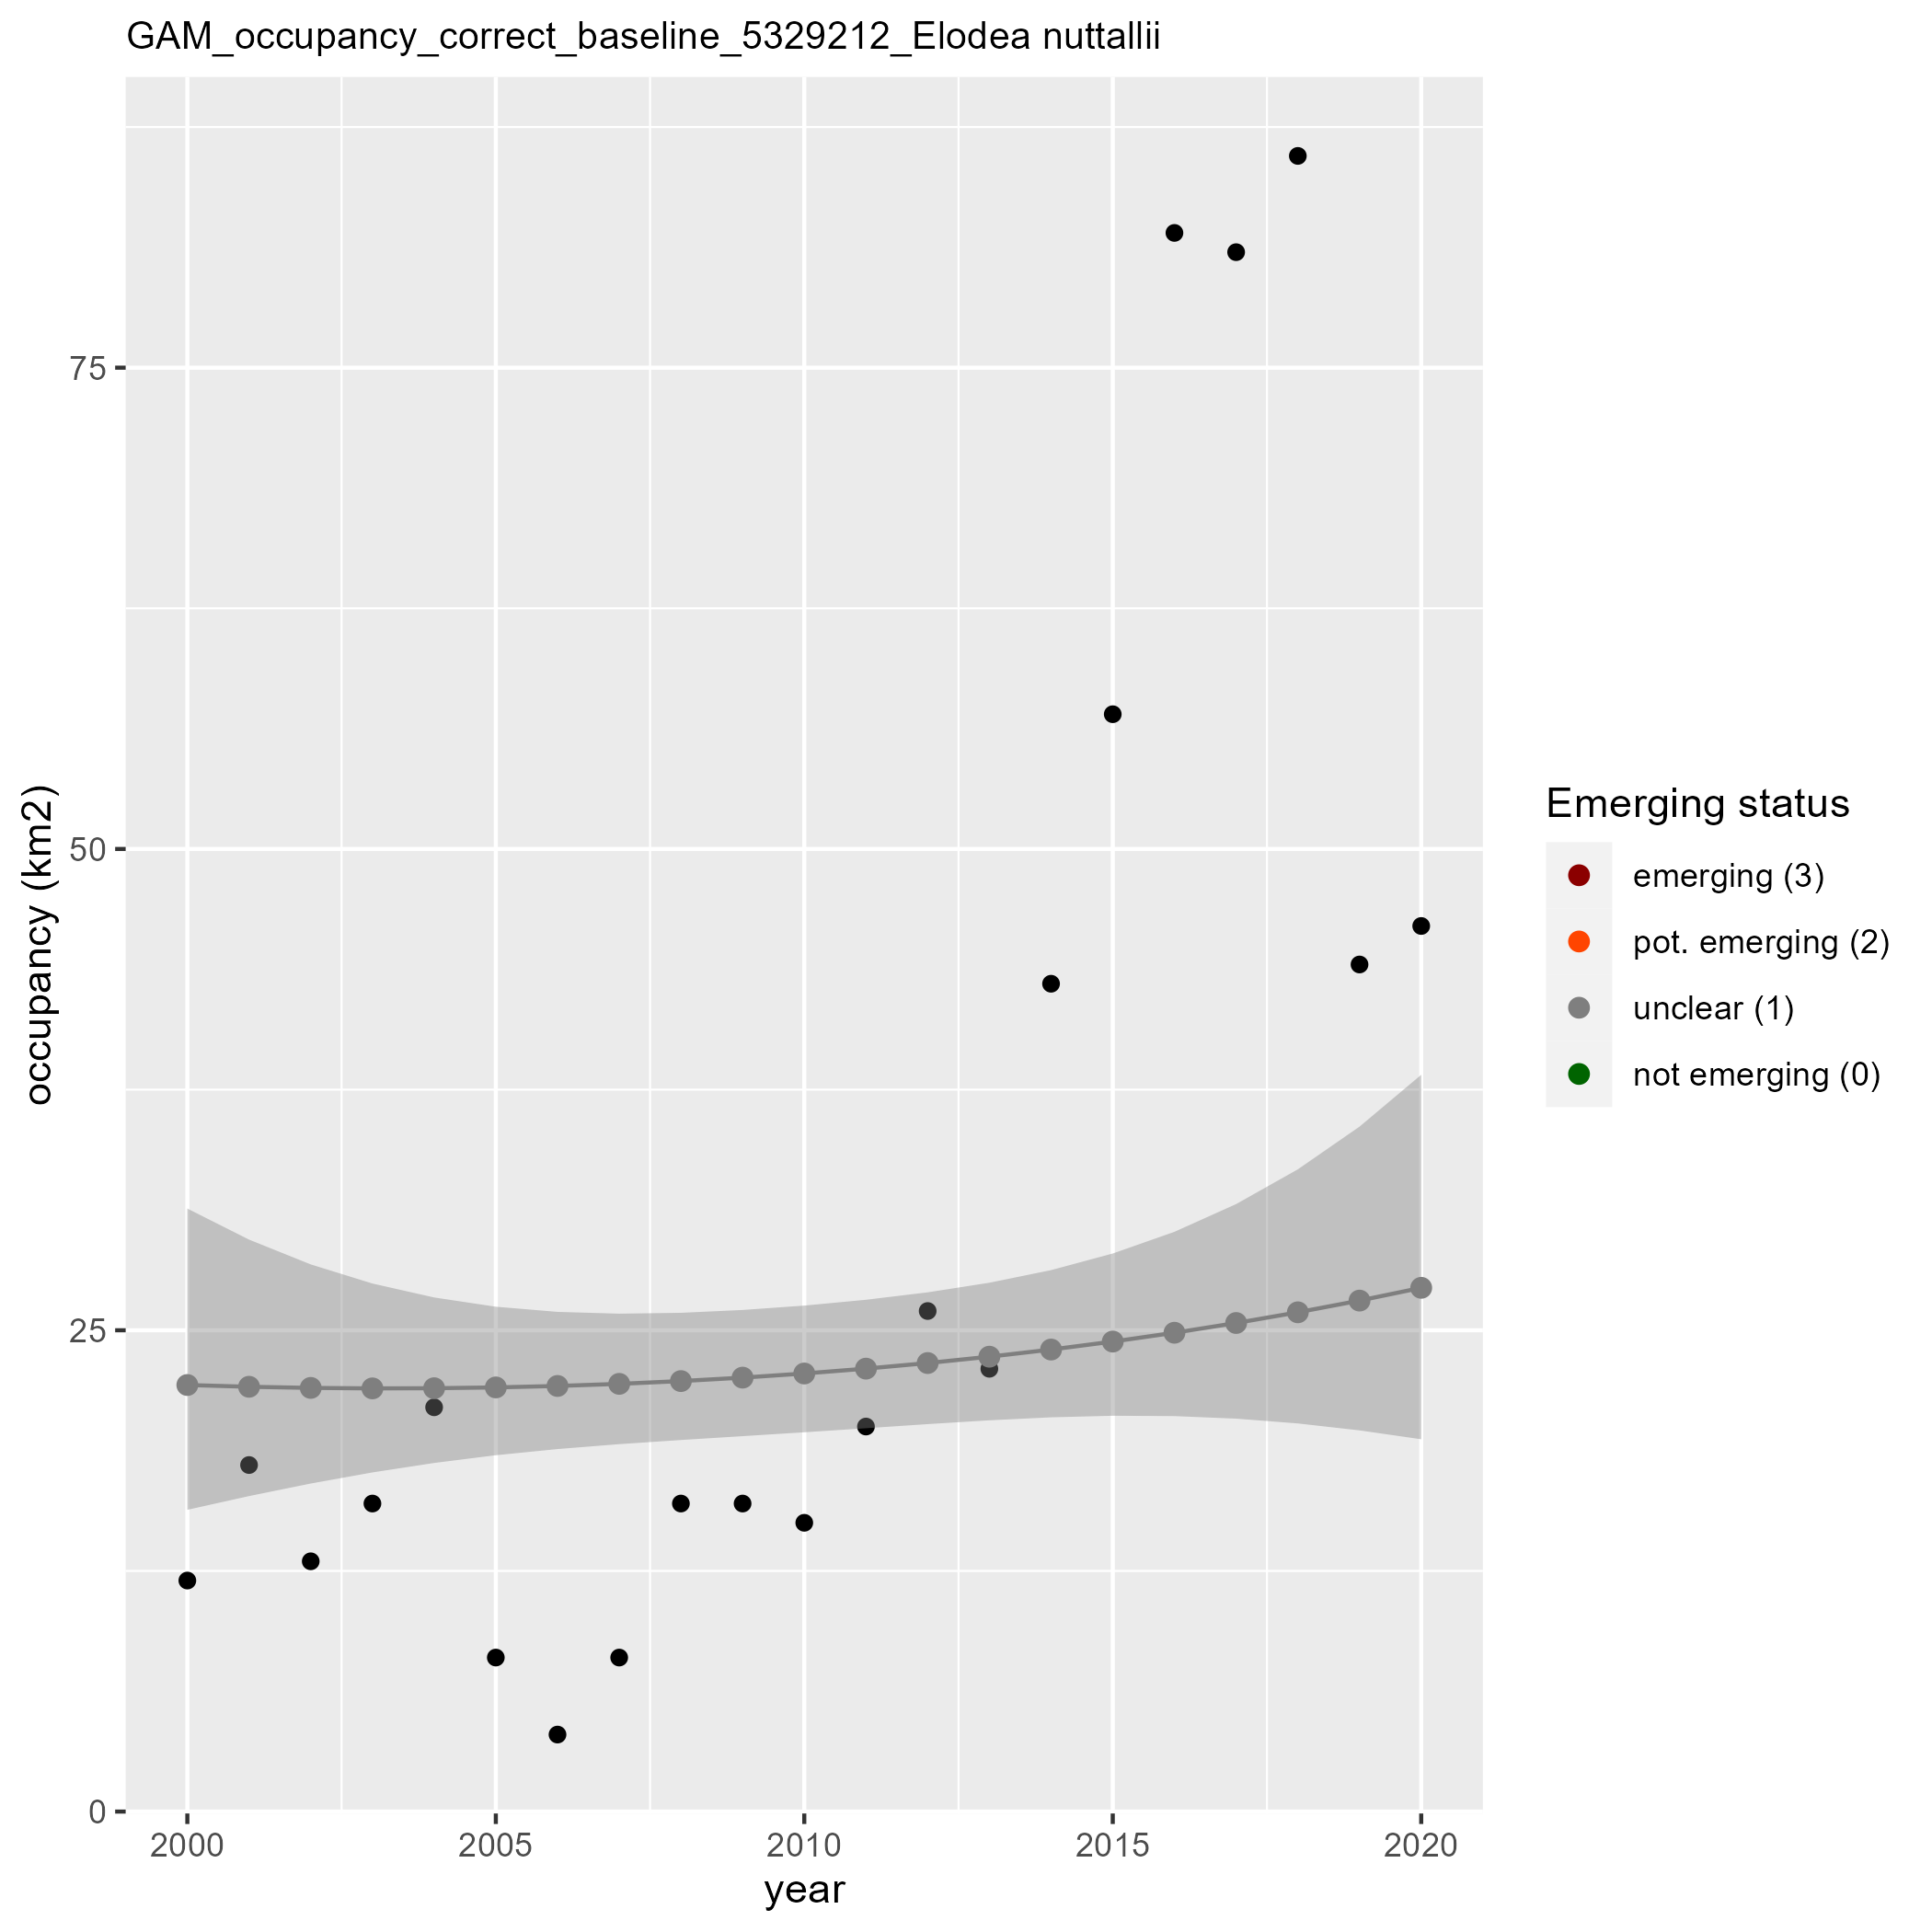 GAM_occupancy_correct_baseline_5329212_Elodea nuttallii
75
50
25
0
occupancy (km2)
2000 2005 2010 2015 2020
year
Emerging status
emerging (3)
pot. emerging (2)
unclear (1)
not emerging (0)